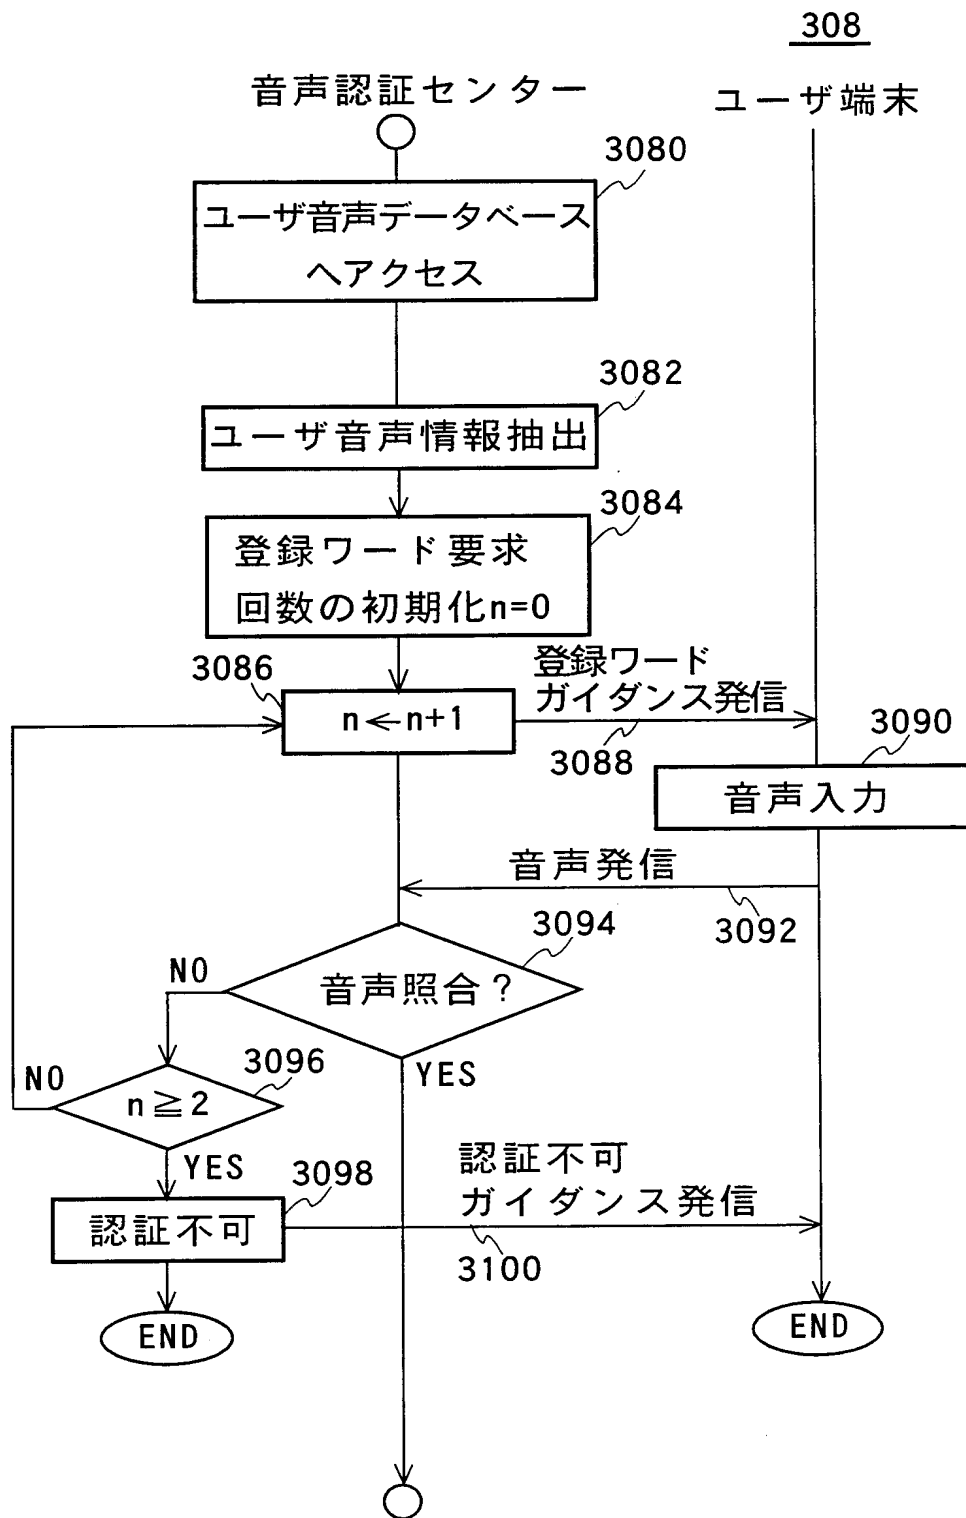 308
音声認証センター
ユーザ端末
3080
ユーザ音声データベース
へアクセス
3082
ユーザ音声情報抽出
3084
登録ワード要求
回数の初期化n=0
3086
n←n+1
登録ワード
ガイダンス発信
3088
3090
音声入力
音声発信
3092
3094
音声照合？
NO
YES
3096
n≧2
NO
YES
3098
認証不可
認証不可
ガイダンス発信
3100
END
END